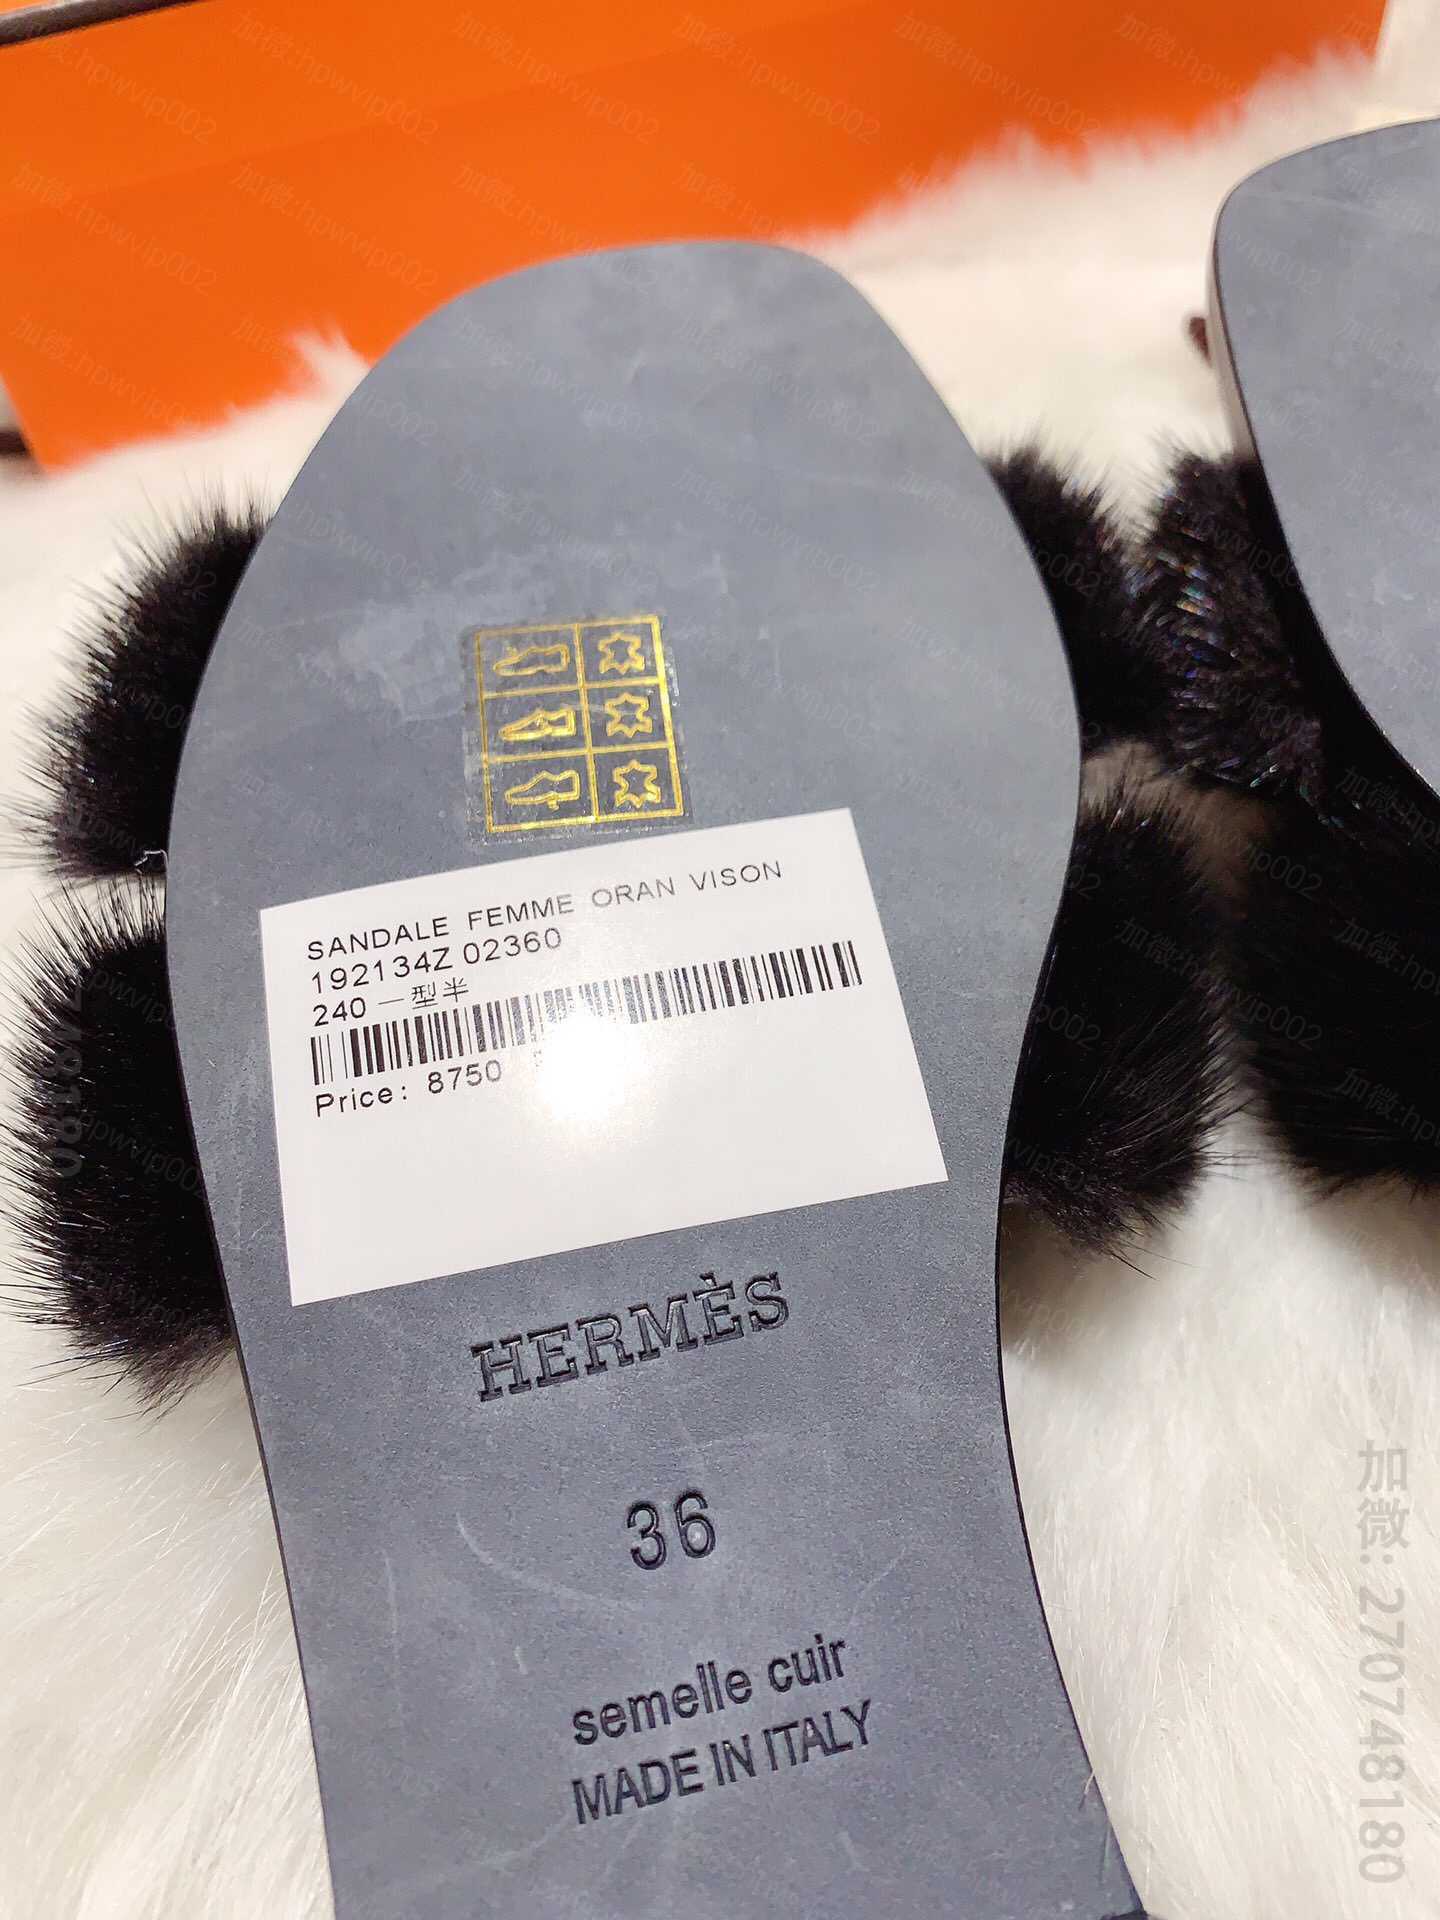 SANDALE FEMME ORAN VISON
192134Z 02360
240 一型半
Price: 8750
HERMÈS
36
semelle cuir
MADE IN ITALY
加微: 270748180
加微:hpwvip002